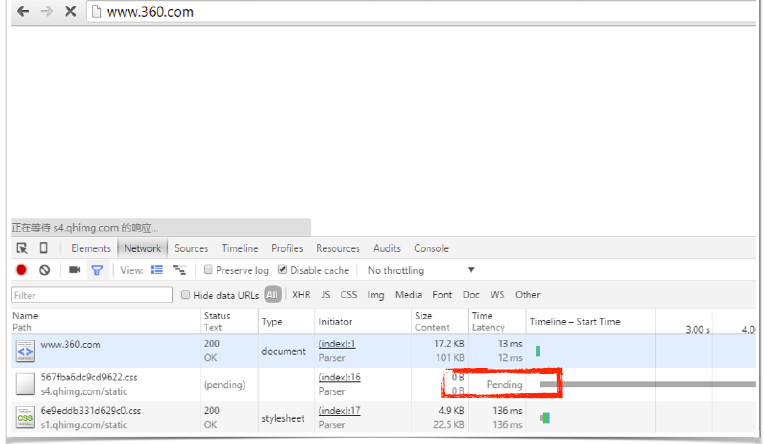 www.360.com
正在等待 s4.qhimg.com 的响应...
Elements Network Sources Timeline Profiles Resources Audits Console
View: Preserve log Disable cache No throttling
Filter Hide data URLs All XHR JS CSS Img Media Font Doc WS Other
Name Status Type Initiator Size Time Timeline – Start Time
Path Text Content Latency 3.00 s 4.00
www.360.com 200 document (index):1 17.2 KB 13 ms
OK Parser 101 KB 12 ms
567fba6dc9cd9622.css (pending) (index):16 0 B Pending
s4.qhimg.com/static Parser 0 B
CSS 6e9eddb331d629c0.css 200 stylesheet (index):17 4.9 KB 136 ms
s1.qhimg.com/static OK Parser 22.5 KB 136 ms